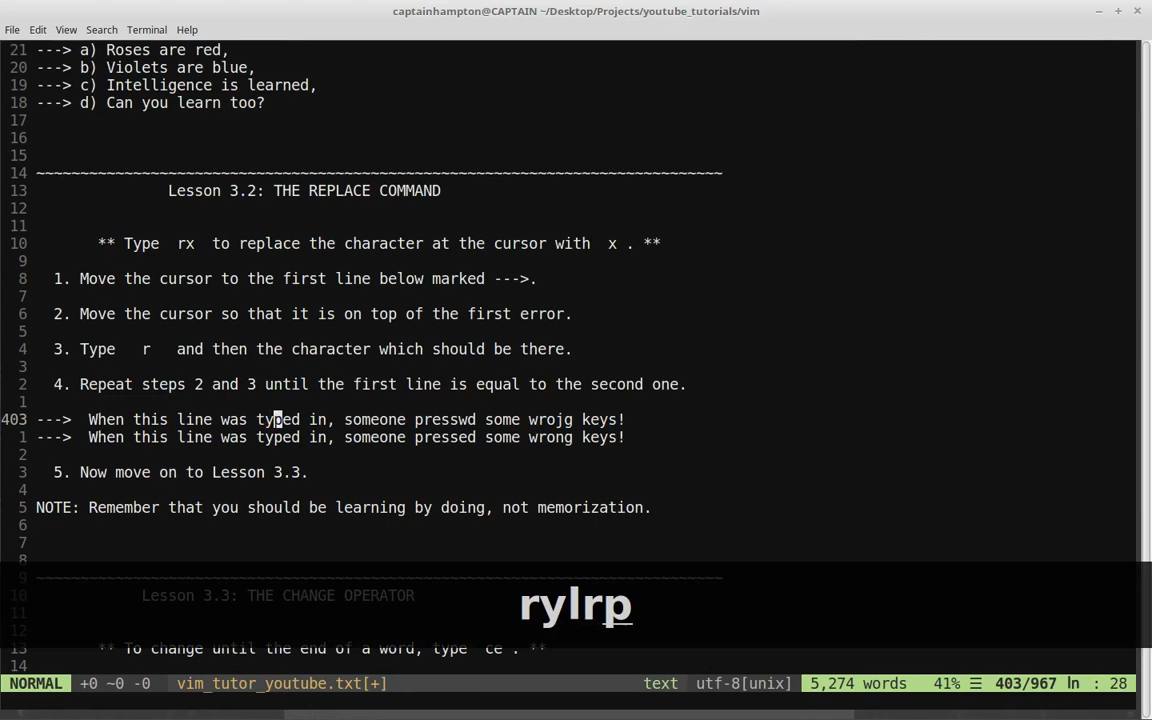 captainhampton@CAPTAIN ~/Desktop/Projects/youtube_tutorials/vim
File Edit View Search Terminal Help
21 ---> a) Roses are red,
20 ---> b) Violets are blue,
19 ---> c) Intelligence is learned,
18 ---> d) Can you learn too?
17
16
15
14 ~~~~~~~~~~~~~~~~~~~~~~~~~~~~~~~~~~~~~~~~~~~~~~~~~~~~~~~~~~~~~~~~~~~~~~~~~~~~~~
13 Lesson 3.2: THE REPLACE COMMAND
12
11
10 ** Type rx to replace the character at the cursor with x . **
9
8 1. Move the cursor to the first line below marked --->.
7
6 2. Move the cursor so that it is on top of the first error.
5
4 3. Type r and then the character which should be there.
3
2 4. Repeat steps 2 and 3 until the first line is equal to the second one.
1
403 ---> When this line was typed in, someone presswd some wrojg keys!
1 ---> When this line was typed in, someone pressed some wrong keys!
2
3 5. Now move on to Lesson 3.3.
4
5 NOTE: Remember that you should be learning by doing, not memorization.
6
7
8
9 ~~~~~~~~~~~~~~~~~~~~~~~~~~~~~~~~~~~~~~~~~~~~~~~~~~~~~~~~~~~~~~~~~~~~~~~~~~~~~~
10 Lesson 3.3: THE CHANGE OPERATOR
11
12
rylrp
13 ** To change until the end of a word, type ce . **
14
NORMAL +0 ~0 -0 vim_tutor_youtube.txt[+] text utf-8[unix] 5,274 words 41% ☰ 403/967 ln : 28